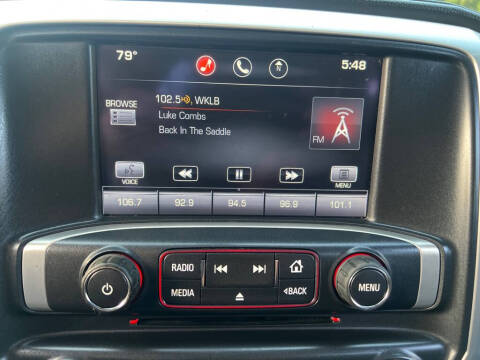 79°
N
5:48
BROWSE
102.5 WKLB
Luke Combs
Back In The Saddle
FM
VOICE
MENU
106.7 92.9 94.5 96.9 101.1
RADIO
MEDIA
BACK
MENU